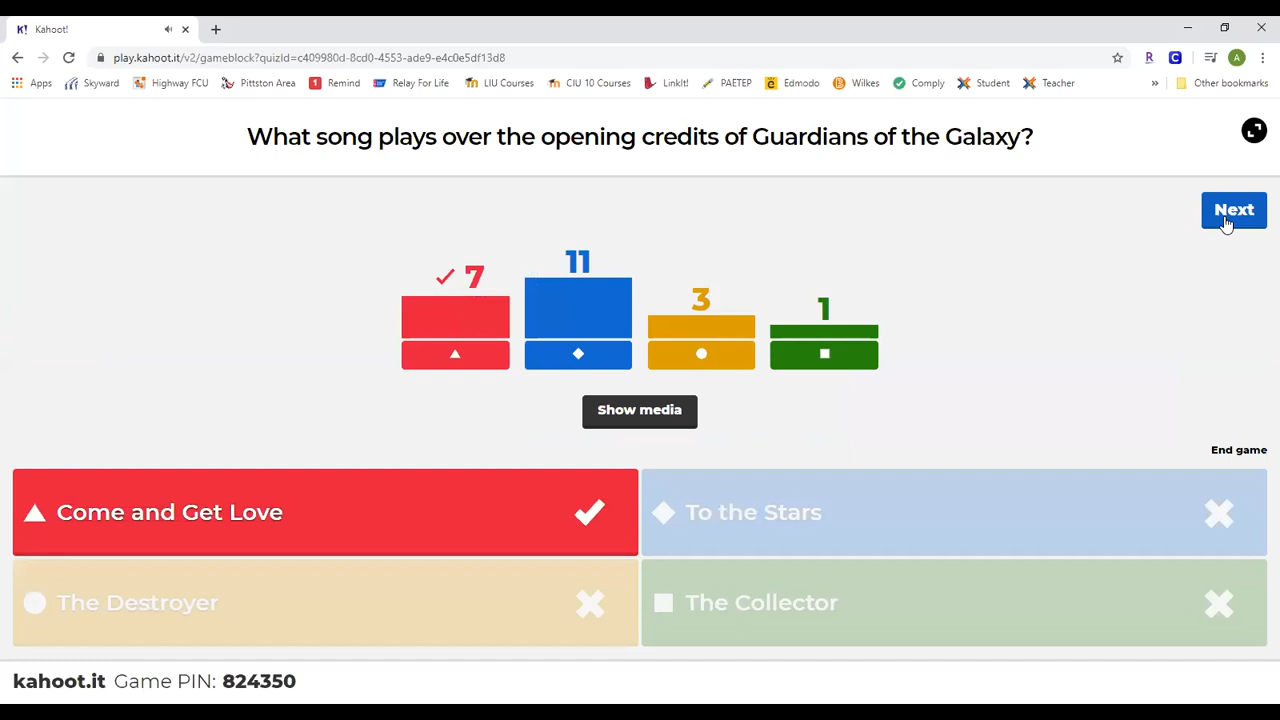 K! Kahoot!
play.kahoot.it/v2/gameblock?quizId=c409980d-8cd0-4553-ade9-e4c0e5df13d8
R C A
Apps Skyward Highway FCU Pittston Area 1 Remind Relay For Life LIU Courses CIU 10 Courses LinkIt! PAETEP e Edmodo B Wilkes Comply Student Teacher » Other bookmarks
What song plays over the opening credits of Guardians of the Galaxy?
Next
7 11 3 1
Show media
End game
Come and Get Love To the Stars
The Destroyer The Collector
kahoot.it Game PIN: 824350